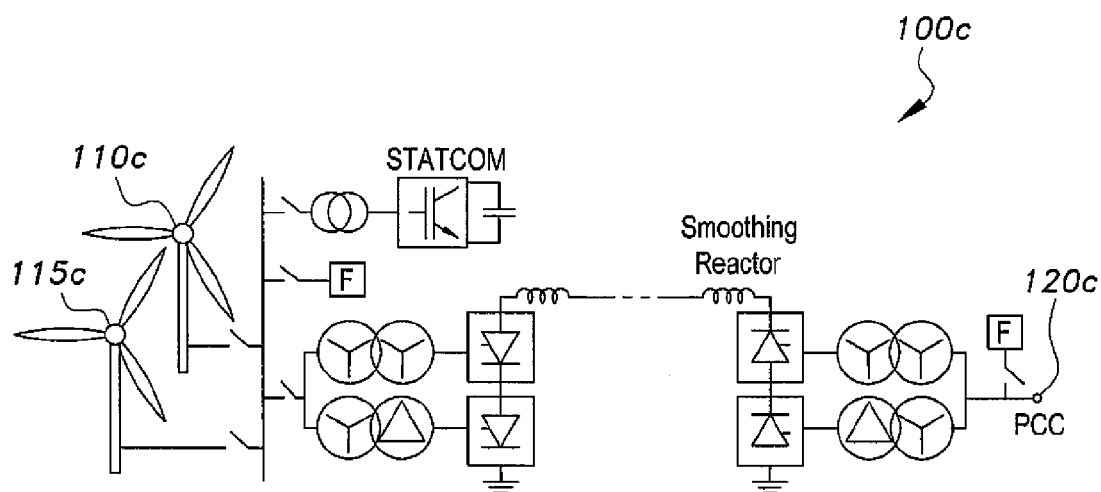 100c
110c
STATCOM
Smoothing
Reactor
115c
F
120c
F
PCC